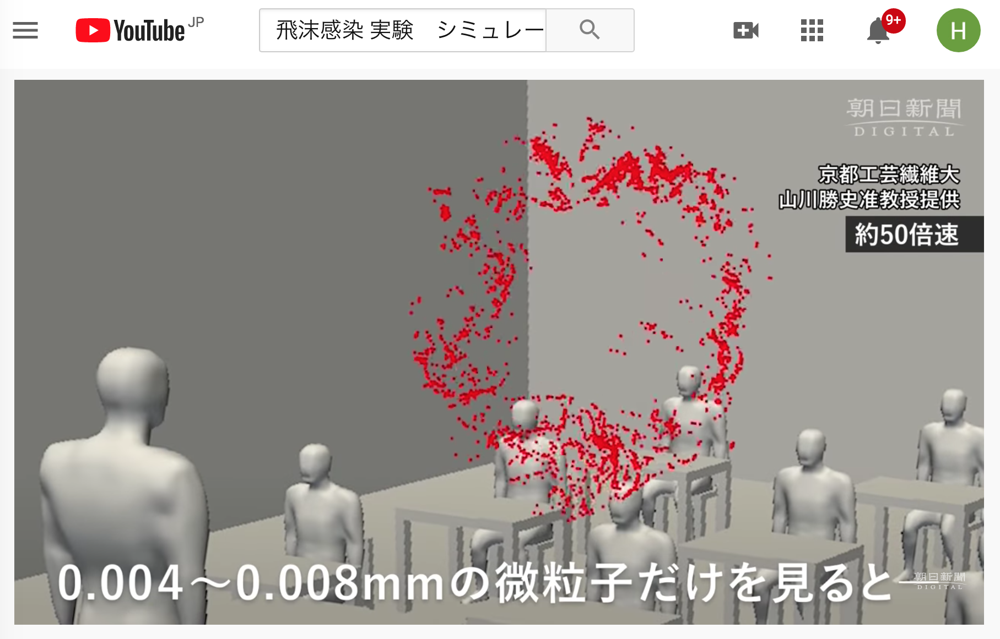 YouTube JP
飛沫感染 実験　シミュレー
9+
H
朝日新聞
DIGITAL
京都工芸繊維大
山川勝史准教授提供
約50倍速
0.004～0.008mmの微粒子だけを見ると
朝日新聞
DIGITAL